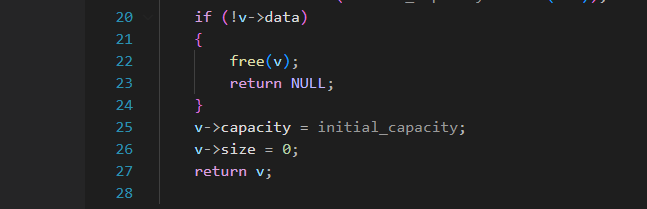 20 if (!v->data)
21 {
22 free(v);
23 return NULL;
24 }
25 v->capacity = initial_capacity;
26 v->size = 0;
27 return v;
28